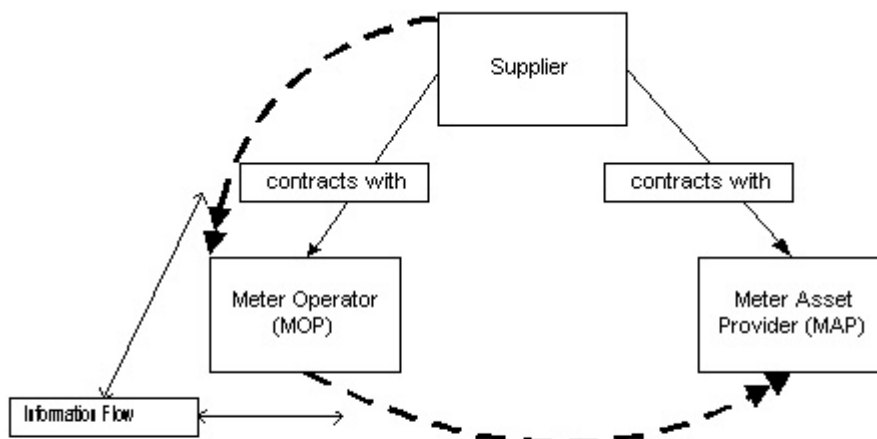 Supplier
contracts with
contracts with
Meter Operator
(MOP)
Meter Asset
Provider (MAP)
Information Flow